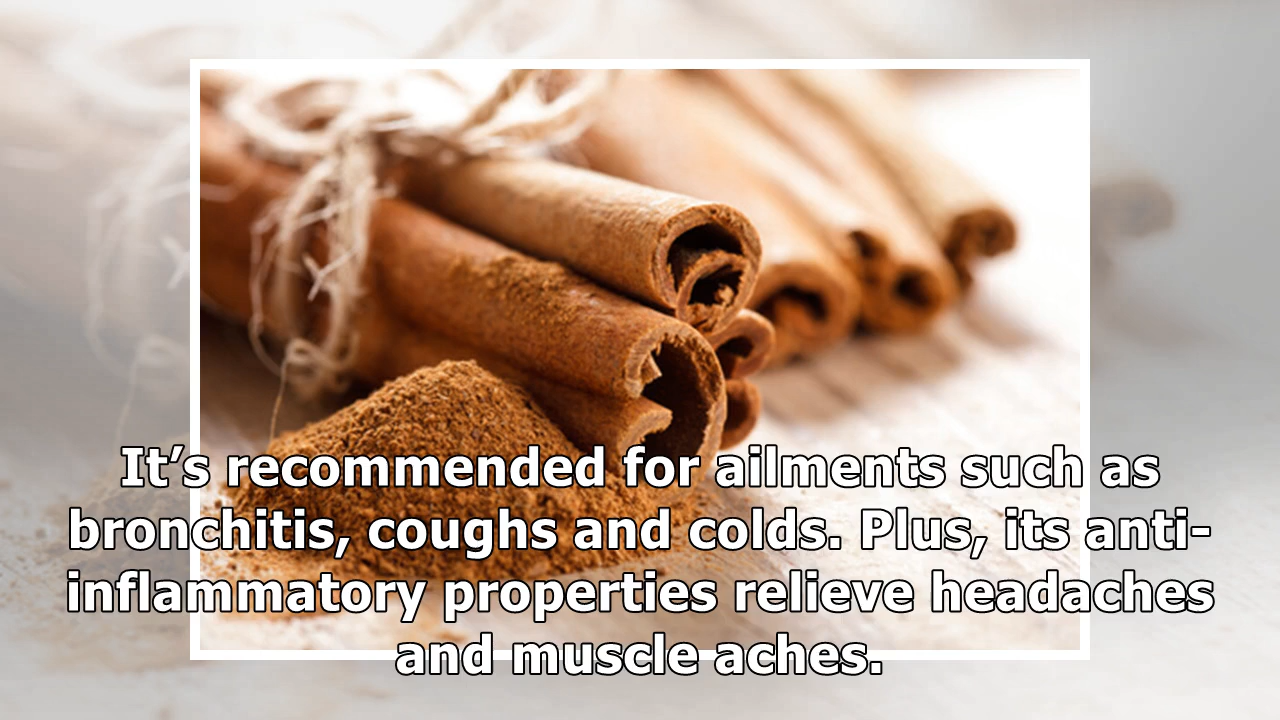 It’s recommended for ailments such as
bronchitis, coughs and colds. Plus, its anti-
inflammatory properties relieve headaches
and muscle aches.